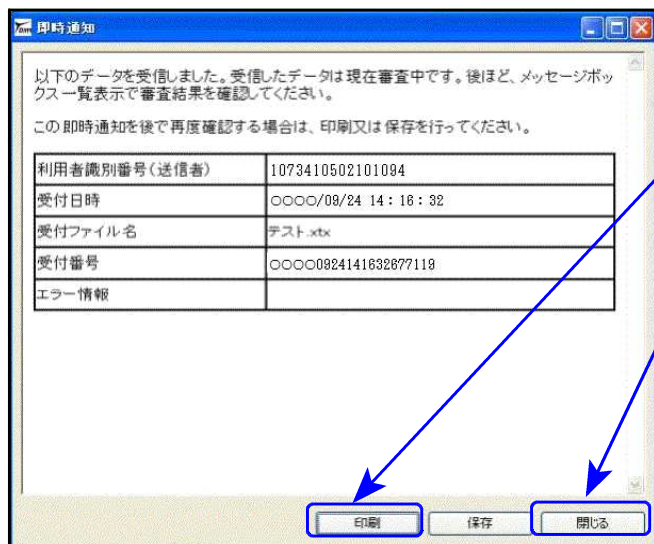 即時通知
以下のデータを受信しました。受信したデータは現在審査中です。後ほど、メッセージボッ
クス一覧表示で審査結果を確認してください。
この即時通知を後で再度確認する場合は、印刷又は保存を行ってください。
利用者識別番号(送信者) 1073410502101094
受付日時 ○○○○/09/24 14:16:32
受付ファイル名 テスト.xtx
受付番号 ○○○○0924141632677119
エラー情報
印刷 保存 閉じる